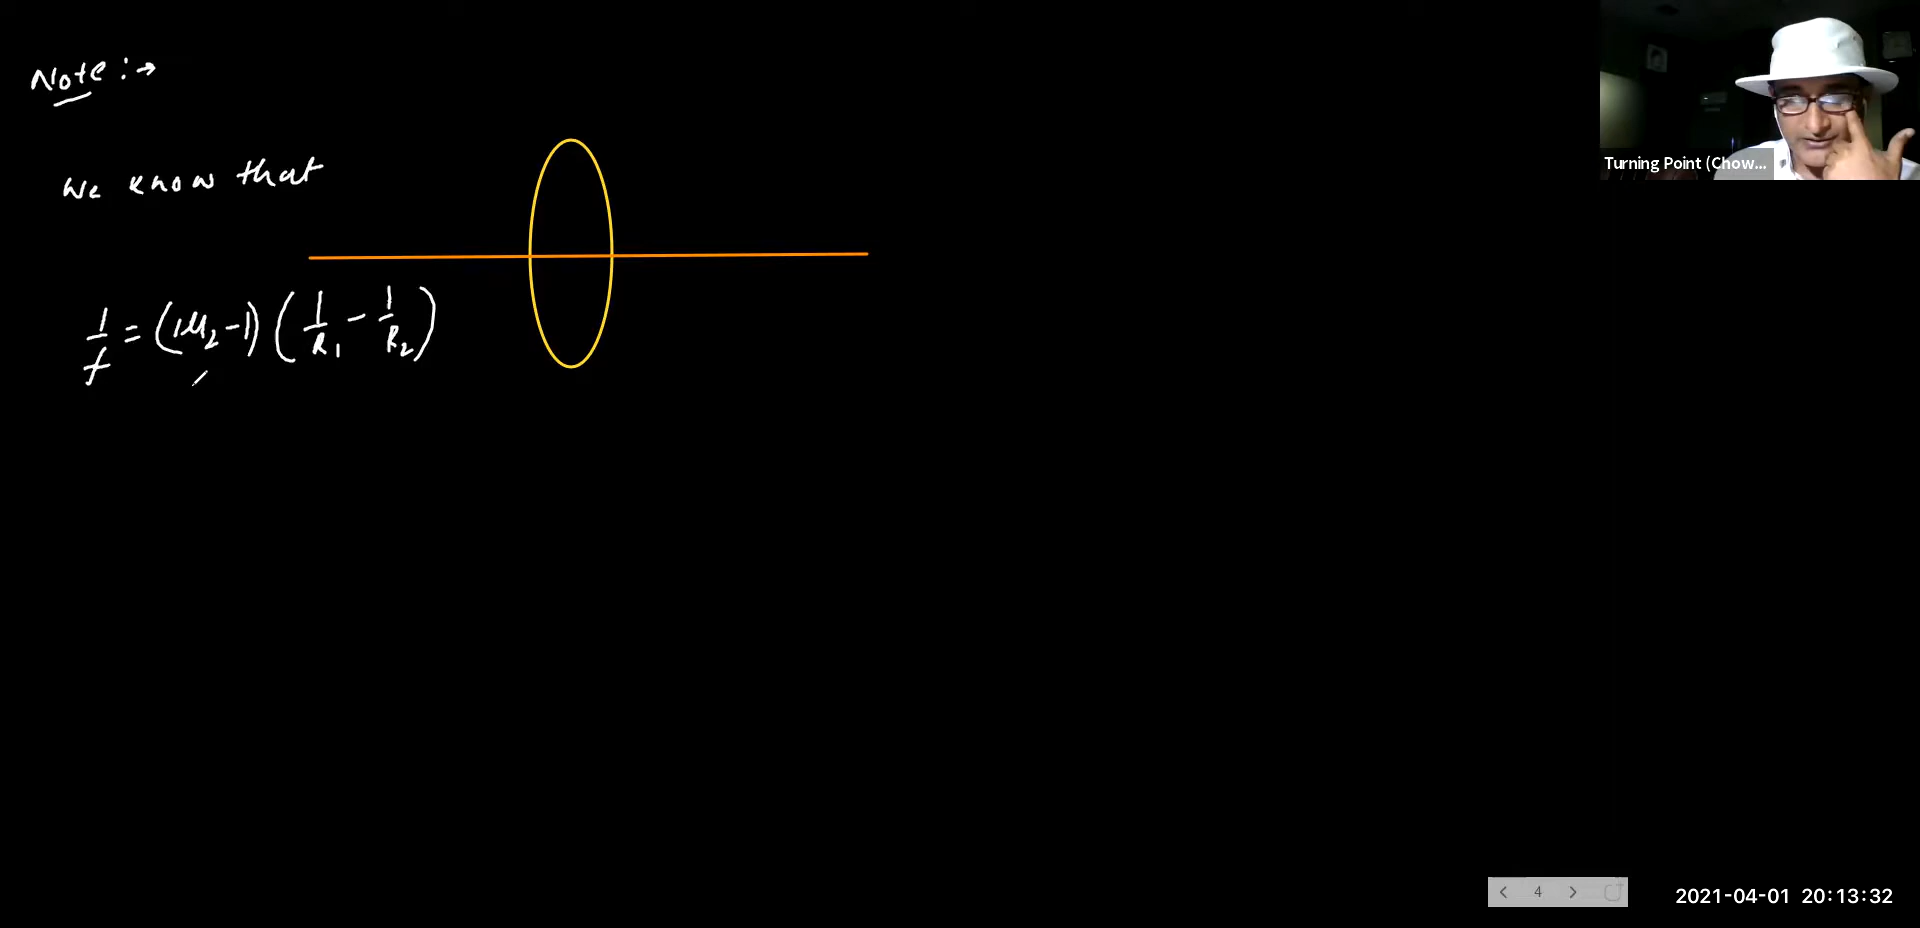 Note :→
We know that
1/f = (₁μ₂ - 1) (1/R₁ - 1/R₂)
Turning Point (Chow...
< 4 >
2021-04-01 20:13:32